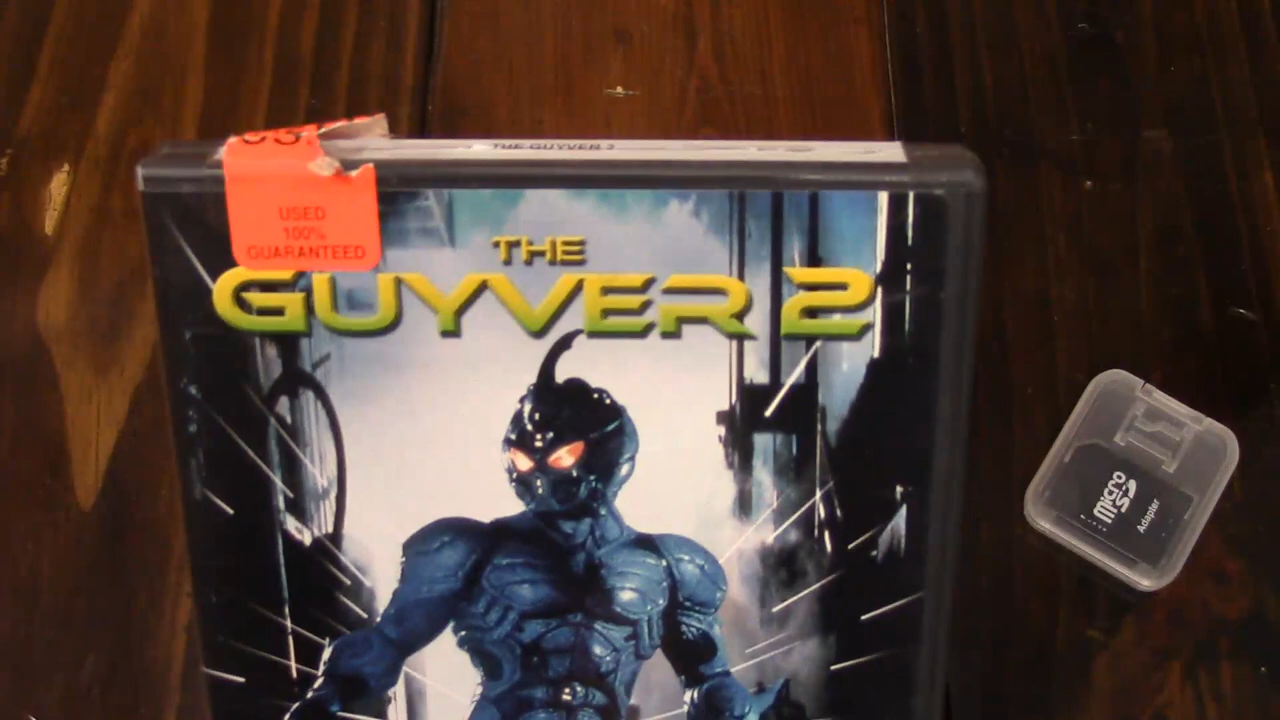 THE GUYVER 2
USED
100%
GUARANTEED
THE
GUYVER 2
micro
SD
Adapter